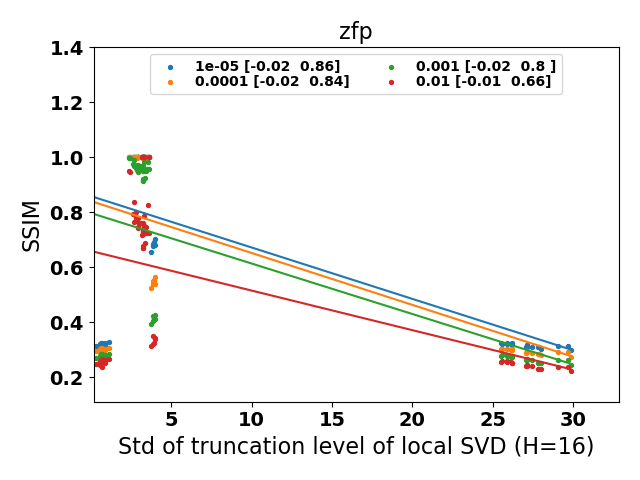 zfp
1.4
1e-05 [-0.02  0.86]
0.001 [-0.02  0.8 ]
0.0001 [-0.02  0.84]
0.01 [-0.01  0.66]
1.2
1.0
0.8
0.6
0.4
0.2
SSIM
5 10 15 20 25 30
Std of truncation level of local SVD (H=16)